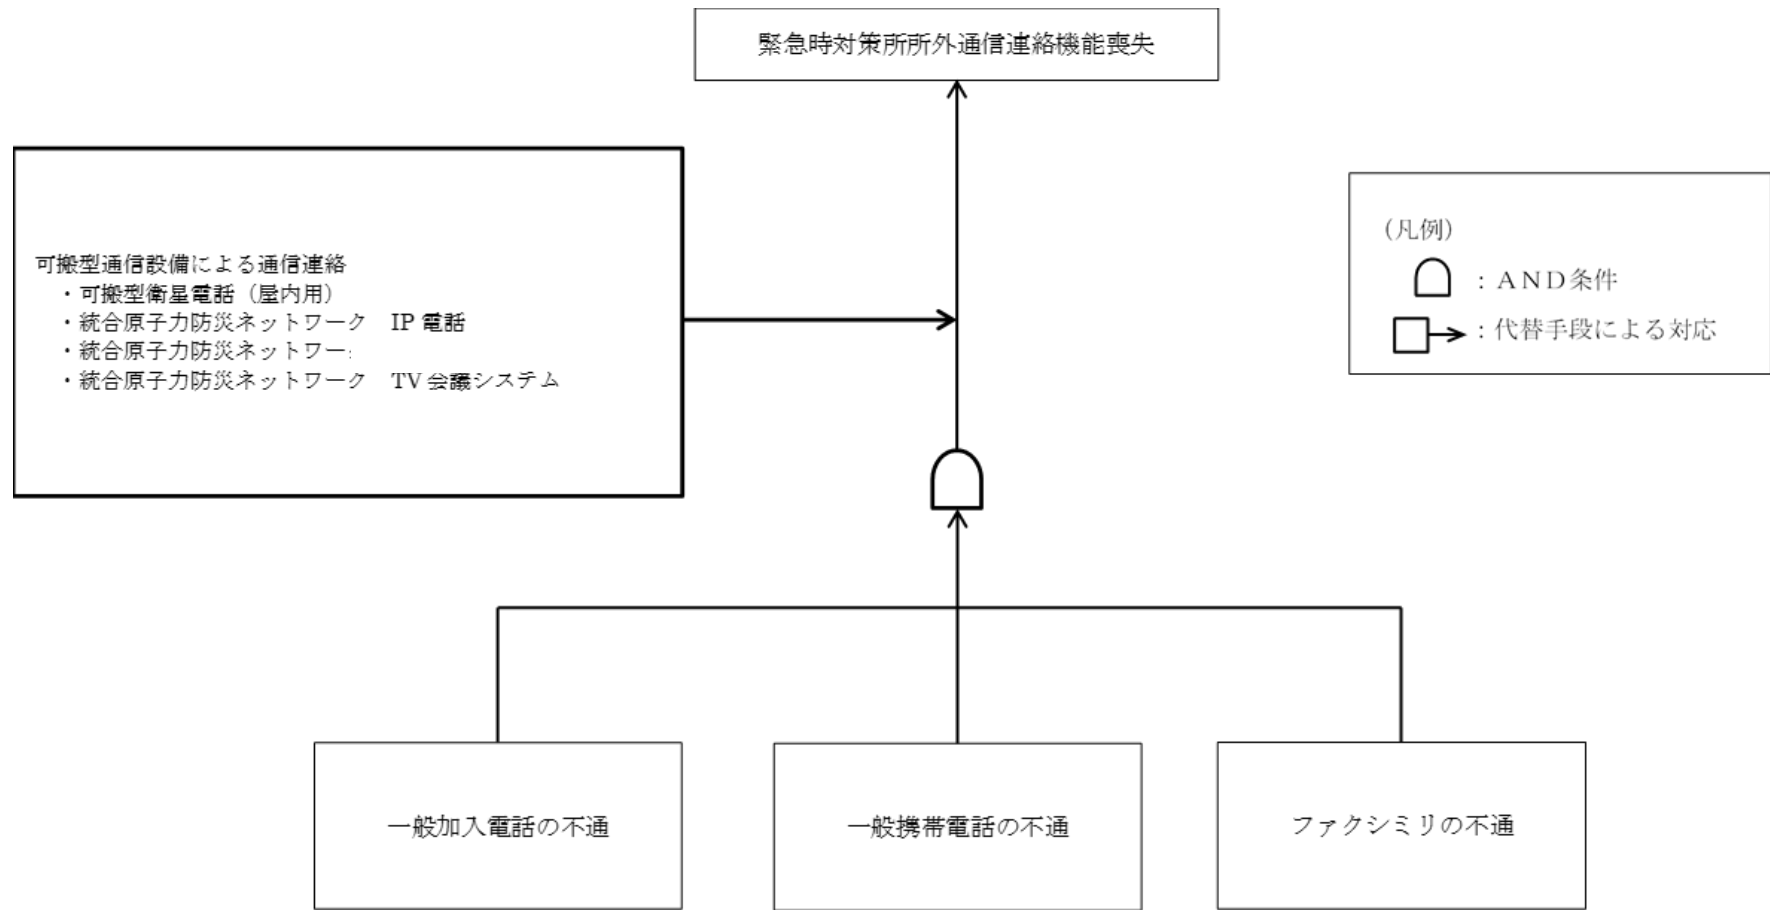 緊急時対策所所外通信連絡機能喪失
可搬型通信設備による通信連絡
・可搬型衛星電話（屋内用）
・統合原子力防災ネットワーク　IP 電話
・統合原子力防災ネットワー
・統合原子力防災ネットワーク　TV 会議システム
（凡例）
：ＡＮＤ条件
：代替手段による対応
一般加入電話の不通
一般携帯電話の不通
ファクシミリの不通